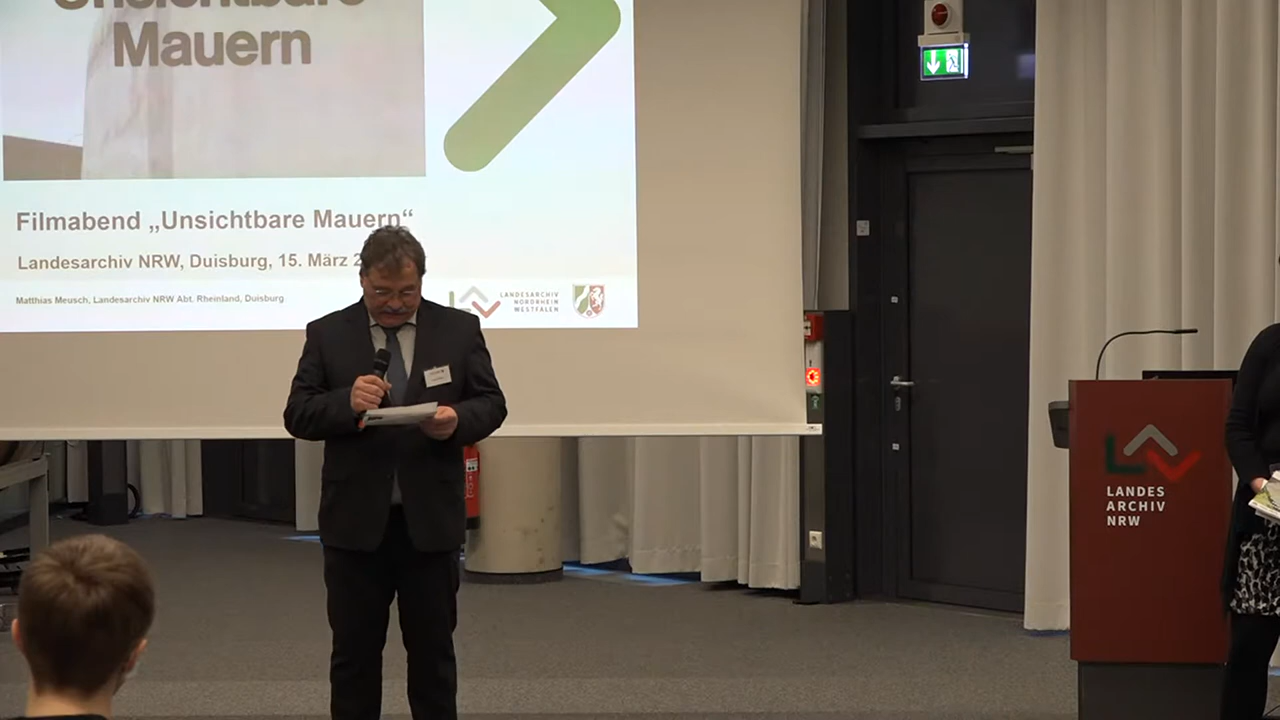 Unsichtbare
Mauern
Filmabend „Unsichtbare Mauern“
Landesarchiv NRW, Duisburg, 15. März 2
Matthias Meusch, Landesarchiv NRW Abt. Rheinland, Duisburg
LANDESARCHIV
NORDRHEIN
WESTFALEN
LANDES
ARCHIV
NRW